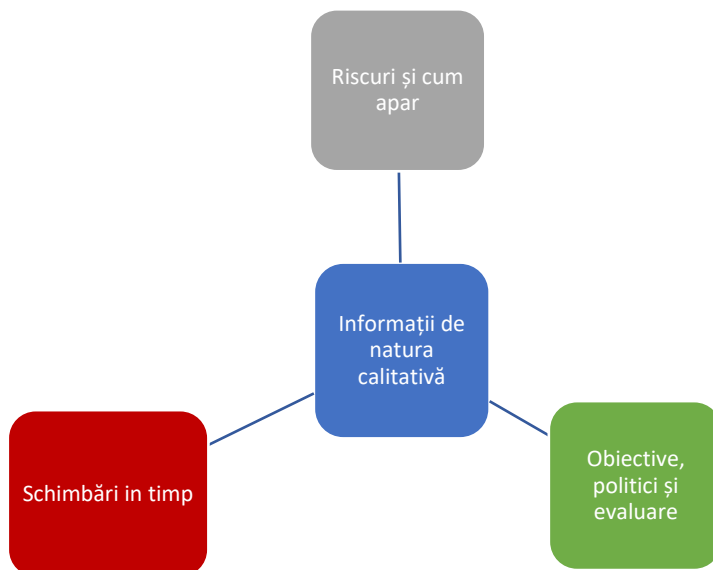 Riscuri și cum
apar
Informații de
natura
calitativă
Schimbări in timp
Obiective,
politici și
evaluare